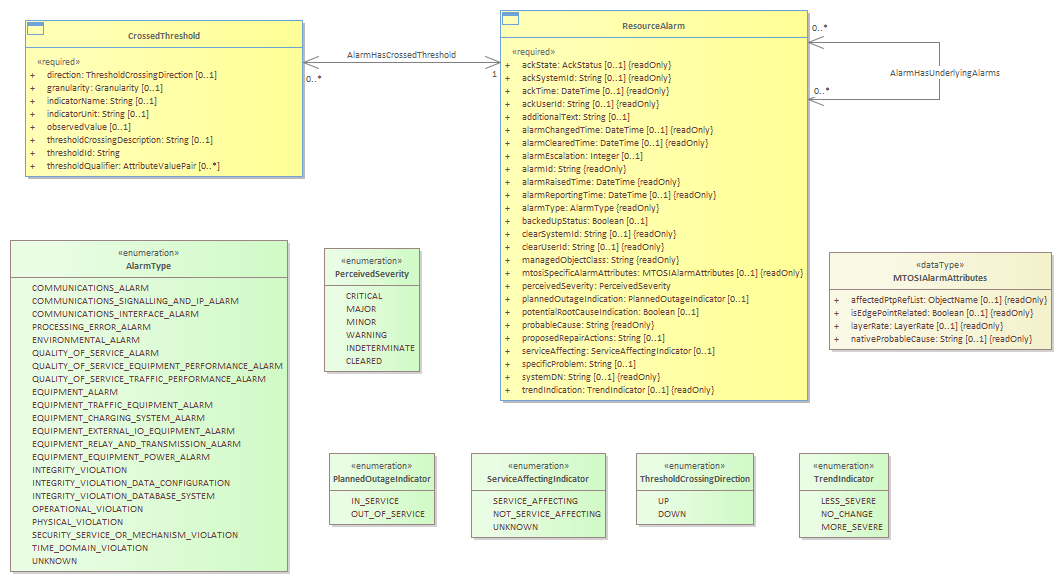 CrossedThreshold
«required»
+ direction: ThresholdCrossingDirection [0..1]
+ granularity: Granularity [0..1]
+ indicatorName: String [0..1]
+ indicatorUnit: String [0..1]
+ observedValue [0..1]
+ thresholdCrossingDescription: String [0..1]
+ thresholdId: String
+ thresholdQualifier: AttributeValuePair [0..*]
AlarmHasCrossedThreshold
0..*
1
ResourceAlarm
«required»
+ ackState: AckStatus [0..1] {readOnly}
+ ackSystemId: String [0..1] {readOnly}
+ ackTime: DateTime [0..1] {readOnly}
+ ackUserId: String [0..1] {readOnly}
+ additionalText: String [0..1]
+ alarmChangedTime: DateTime [0..1] {readOnly}
+ alarmClearedTime: DateTime [0..1] {readOnly}
+ alarmEscalation: Integer [0..1]
+ alarmId: String {readOnly}
+ alarmRaisedTime: DateTime {readOnly}
+ alarmReportingTime: DateTime [0..1] {readOnly}
+ alarmType: AlarmType {readOnly}
+ backedUpStatus: Boolean [0..1]
+ clearSystemId: String [0..1] {readOnly}
+ clearUserId: String [0..1] {readOnly}
+ managedObjectClass: String {readOnly}
+ mtosiSpecificAlarmAttributes: MTOSIAlarmAttributes [0..1] {readOnly}
+ perceivedSeverity: PerceivedSeverity
+ plannedOutageIndication: PlannedOutageIndicator [0..1]
+ potentialRootCauseIndication: Boolean [0..1]
+ probableCause: String {readOnly}
+ proposedRepairActions: String [0..1]
+ serviceAffecting: ServiceAffectingIndicator [0..1]
+ specificProblem: String [0..1]
+ systemDN: String [0..1] {readOnly}
+ trendIndication: TrendIndicator [0..1] {readOnly}
0..*
AlarmHasUnderlyingAlarms
0..*
«enumeration»
AlarmType
COMMUNICATIONS_ALARM
COMMUNICATIONS_SIGNALLING_AND_IP_ALARM
COMMUNICATIONS_INTERFACE_ALARM
PROCESSING_ERROR_ALARM
ENVIRONMENTAL_ALARM
QUALITY_OF_SERVICE_ALARM
QUALITY_OF_SERVICE_EQUIPMENT_PERFORMANCE_ALARM
QUALITY_OF_SERVICE_TRAFFIC_PERFORMANCE_ALARM
EQUIPMENT_ALARM
EQUIPMENT_TRAFFIC_EQUIPMENT_ALARM
EQUIPMENT_CHARGING_SYSTEM_ALARM
EQUIPMENT_EXTERNAL_IO_EQUIPMENT_ALARM
EQUIPMENT_RELAY_AND_TRANSMISSION_ALARM
EQUIPMENT_EQUIPMENT_POWER_ALARM
INTEGRITY_VIOLATION
INTEGRITY_VIOLATION_DATA_CONFIGURATION
INTEGRITY_VIOLATION_DATABASE_SYSTEM
OPERATIONAL_VIOLATION
PHYSICAL_VIOLATION
SECURITY_SERVICE_OR_MECHANISM_VIOLATION
TIME_DOMAIN_VIOLATION
UNKNOWN
«enumeration»
PerceivedSeverity
CRITICAL
MAJOR
MINOR
WARNING
INDETERMINATE
CLEARED
«dataType»
MTOSIAlarmAttributes
+ affectedPtpRefList: ObjectName [0..1] {readOnly}
+ isEdgePointRelated: Boolean [0..1] {readOnly}
+ layerRate: LayerRate [0..1] {readOnly}
+ nativeProbableCause: String [0..1] {readOnly}
«enumeration»
PlannedOutageIndicator
IN_SERVICE
OUT_OF_SERVICE
«enumeration»
ServiceAffectingIndicator
SERVICE_AFFECTING
NOT_SERVICE_AFFECTING
UNKNOWN
«enumeration»
ThresholdCrossingDirection
UP
DOWN
«enumeration»
TrendIndicator
LESS_SEVERE
NO_CHANGE
MORE_SEVERE